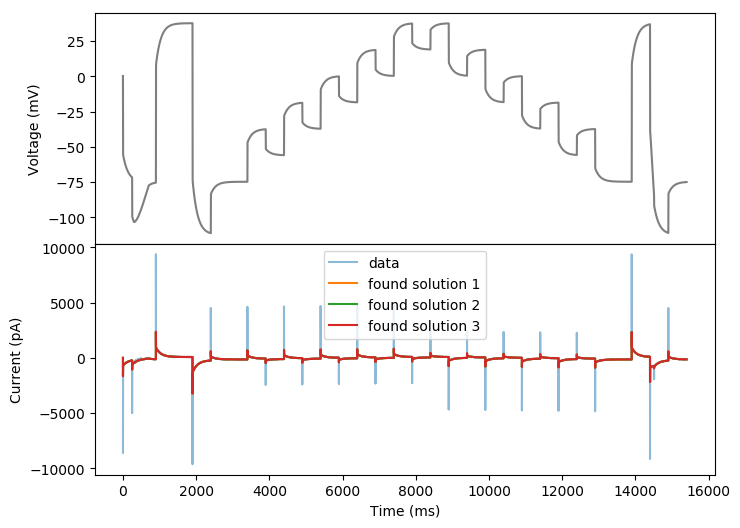 25
0
−25
−50
−75
−100
Voltage (mV)
10000
5000
0
−5000
−10000
Current (pA)
data
found solution 1
found solution 2
found solution 3
0
2000
4000
6000
8000
10000
12000
14000
16000
Time (ms)